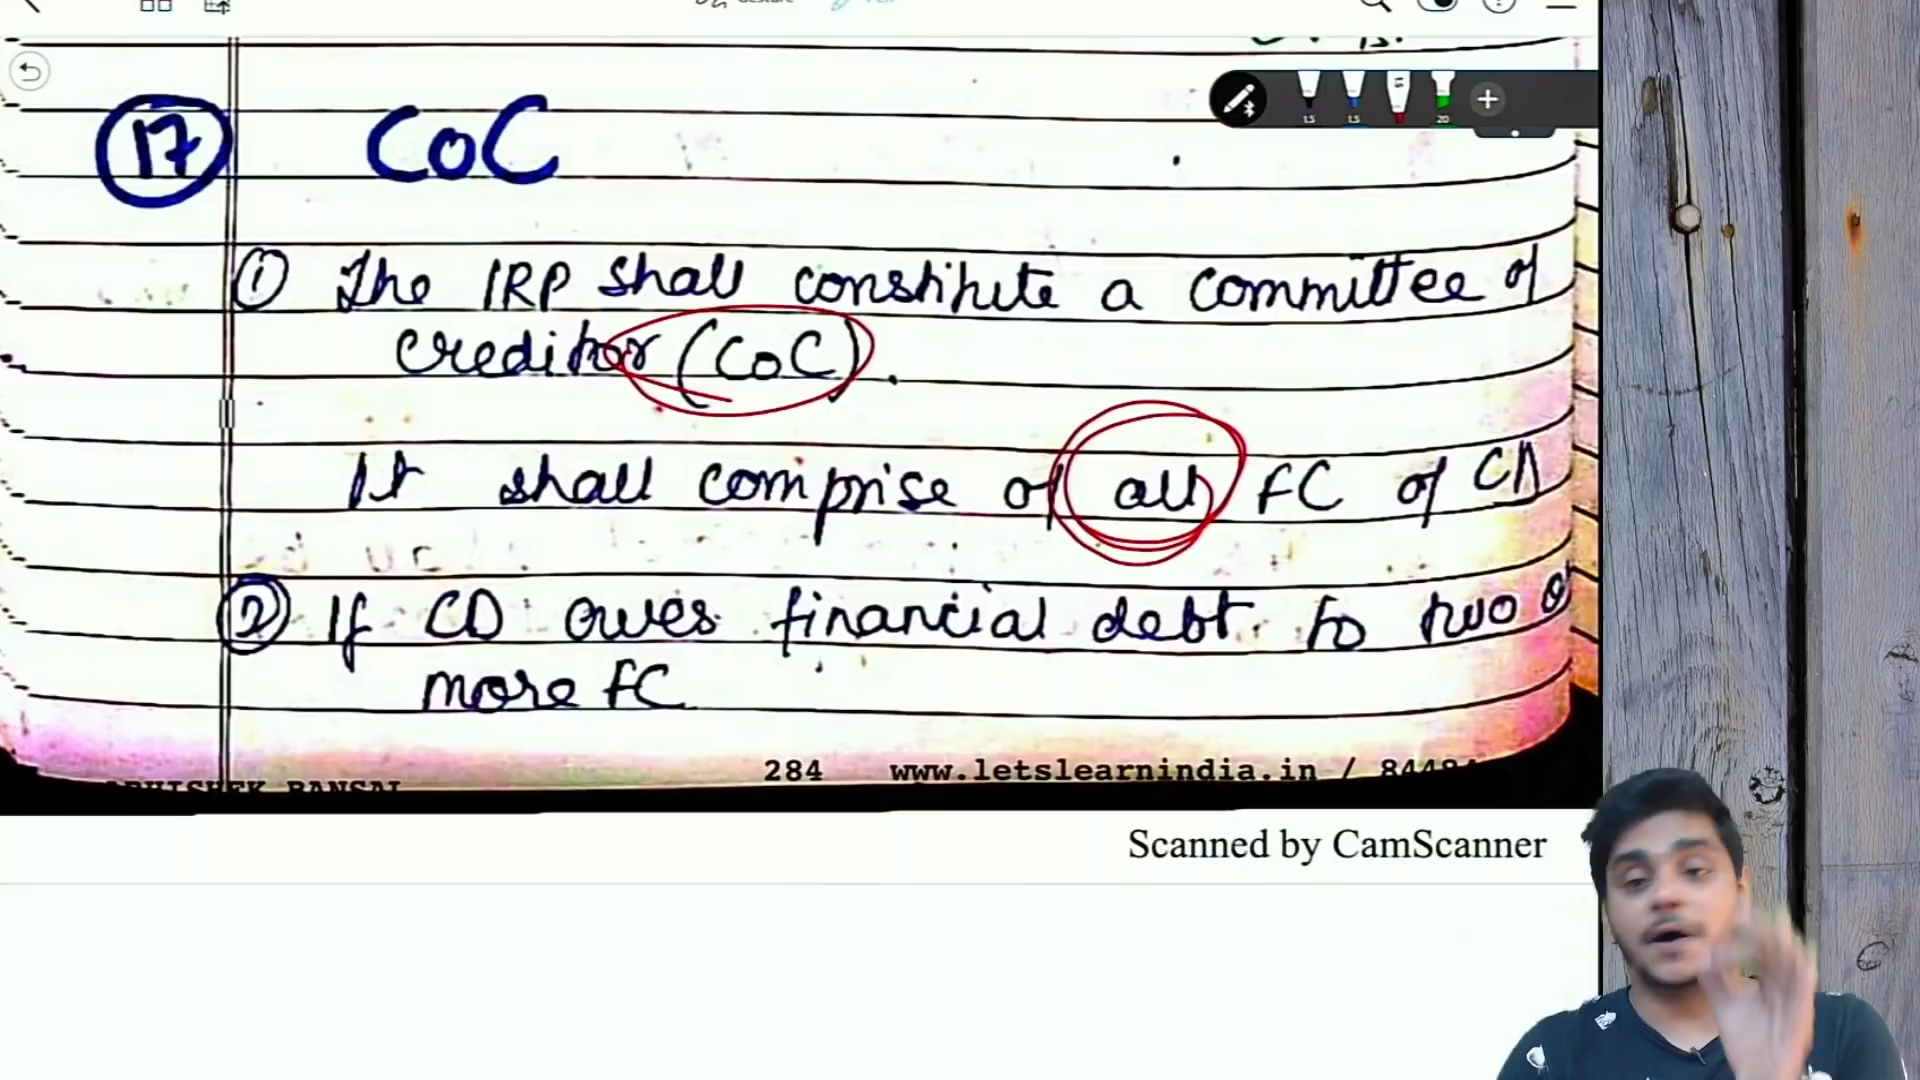 17 CoC
① The IRP shall constitute a committee of
creditor (CoC).
It shall comprise of all FC of CD
② If CD owes financial debt to two or
more FC
284 www.letslearnindia.in /
Scanned by CamScanner